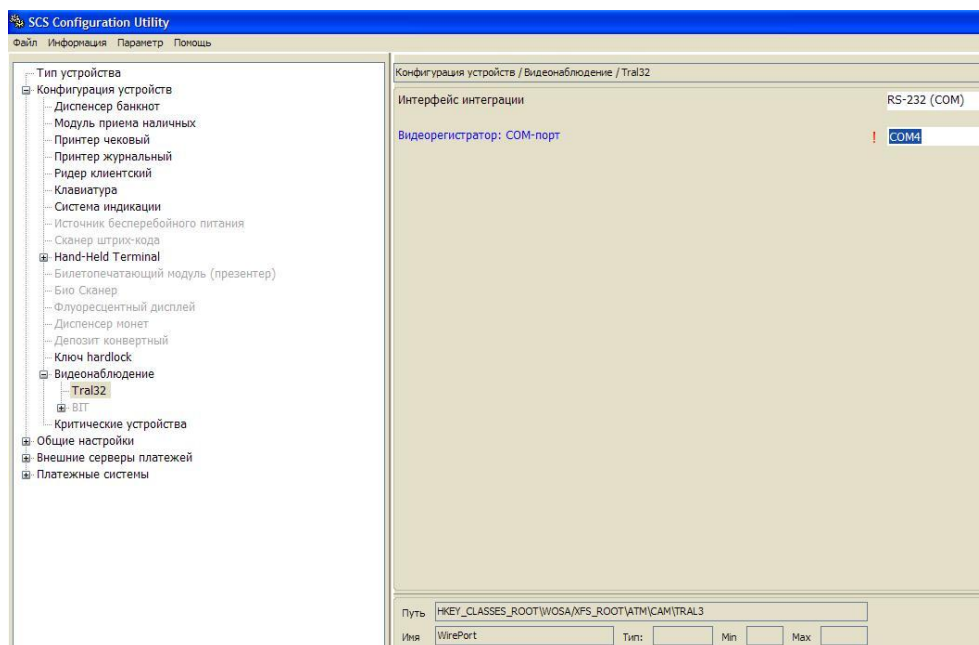 SCS Configuration Utility
Файл Информация Параметр Помощь
Тип устройства
Конфигурация устройств
Диспенсер банкнот
Модуль приема наличных
Принтер чековый
Принтер журнальный
Ридер клиентский
Клавиатура
Система индикации
Источник бесперебойного питания
Сканер штрих-кода
Hand-Held Terminal
Билетопечатающий модуль (презентер)
Био Сканер
Флуоресцентный дисплей
Диспенсер монет
Депозит конвертный
Ключ hardlock
Видеонаблюдение
Tral32
BIT
Критические устройства
Общие настройки
Внешние серверы платежей
Платежные системы
Конфигурация устройств / Видеонаблюдение / Tral32
Интерфейс интеграции RS-232 (COM)
Видеорегистратор: COM-порт ! COM4
Путь HKEY_CLASSES_ROOT\WOSA/XFS_ROOT\ATM\CAM\TRAL3
Имя WirePort Тип: Min Max